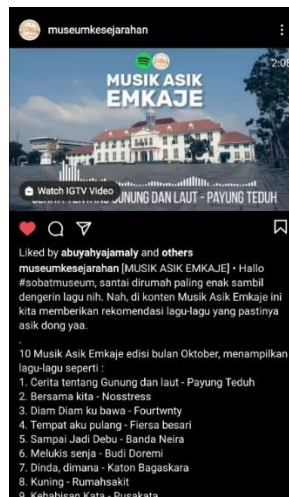 museumkesejarahan
2:08
MUSIK ASIK
EMKAJE
Watch IGTV Video
GUNUNG DAN LAUT - PAYUNG TEDUH
Liked by abuyahyajamaly and others
museumkesejarahan [MUSIK ASIK EMKAJE] • Hallo
#sobatmuseum, santai dirumah paling enak sambil
dengerin lagu nih. Nah, di konten Musik Asik Emkaje ini
kita memberikan rekomendasi lagu-lagu yang pastinya
asik dong yaa.
.
10 Musik Asik Emkaje edisi bulan Oktober, menampilkan
lagu-lagu seperti :
1. Cerita tentang Gunung dan laut - Payung Teduh
2. Bersama kita - Nosstress
3. Diam Diam ku bawa - Fourtwnty
4. Tempat aku pulang - Fiersa besari
5. Sampai Jadi Debu - Banda Neira
6. Melukis senja - Budi Doremi
7. Dinda, dimana - Katon Bagaskara
8. Kuning - Rumahsakit
9. Kehabisan Kata - Pusakata